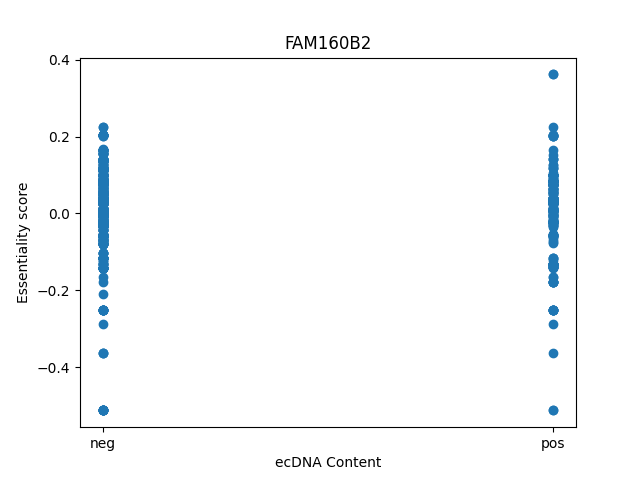 FAM160B2
0.4
0.2
0.0
−0.2
−0.4
Essentiality score
neg
pos
ecDNA Content